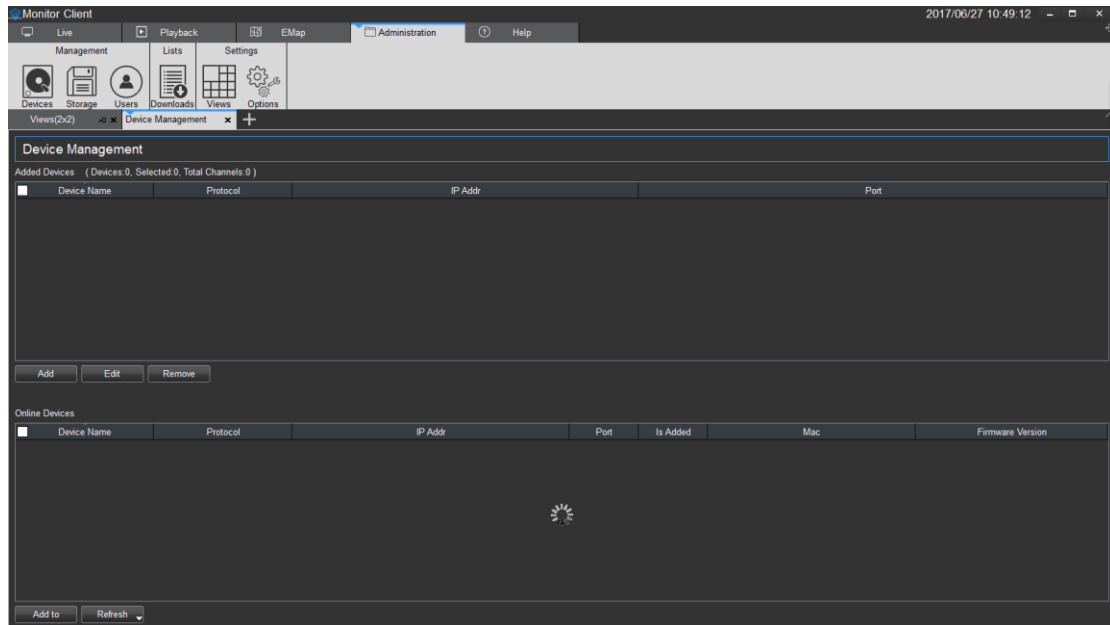 Monitor Client 2017/06/27 10:49:12
Live Playback EMap Administration Help
Management Lists Settings
Devices Storage Users Downloads Views Options
Views(2x2) Device Management
Device Management
Added Devices ( Devices:0, Selected:0, Total Channels:0 )
Device Name Protocol IP Addr Port
Add Edit Remove
Online Devices
Device Name Protocol IP Addr Port Is Added Mac Firmware Version
Add to Refresh